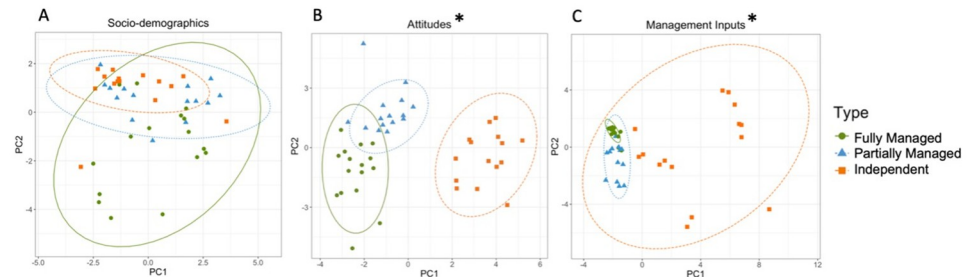 A
Socio-demographics
2
0
-2
-4
-5.0
-2.5
0.0
2.5
5.0
PC1
PC2
B
Attitudes *
3
0
-3
-4
-2
0
2
4
6
PC1
PC2
C
Management Inputs *
4
0
-4
-4
0
4
8
12
PC1
PC2
Type
Fully Managed
Partially Managed
Independent